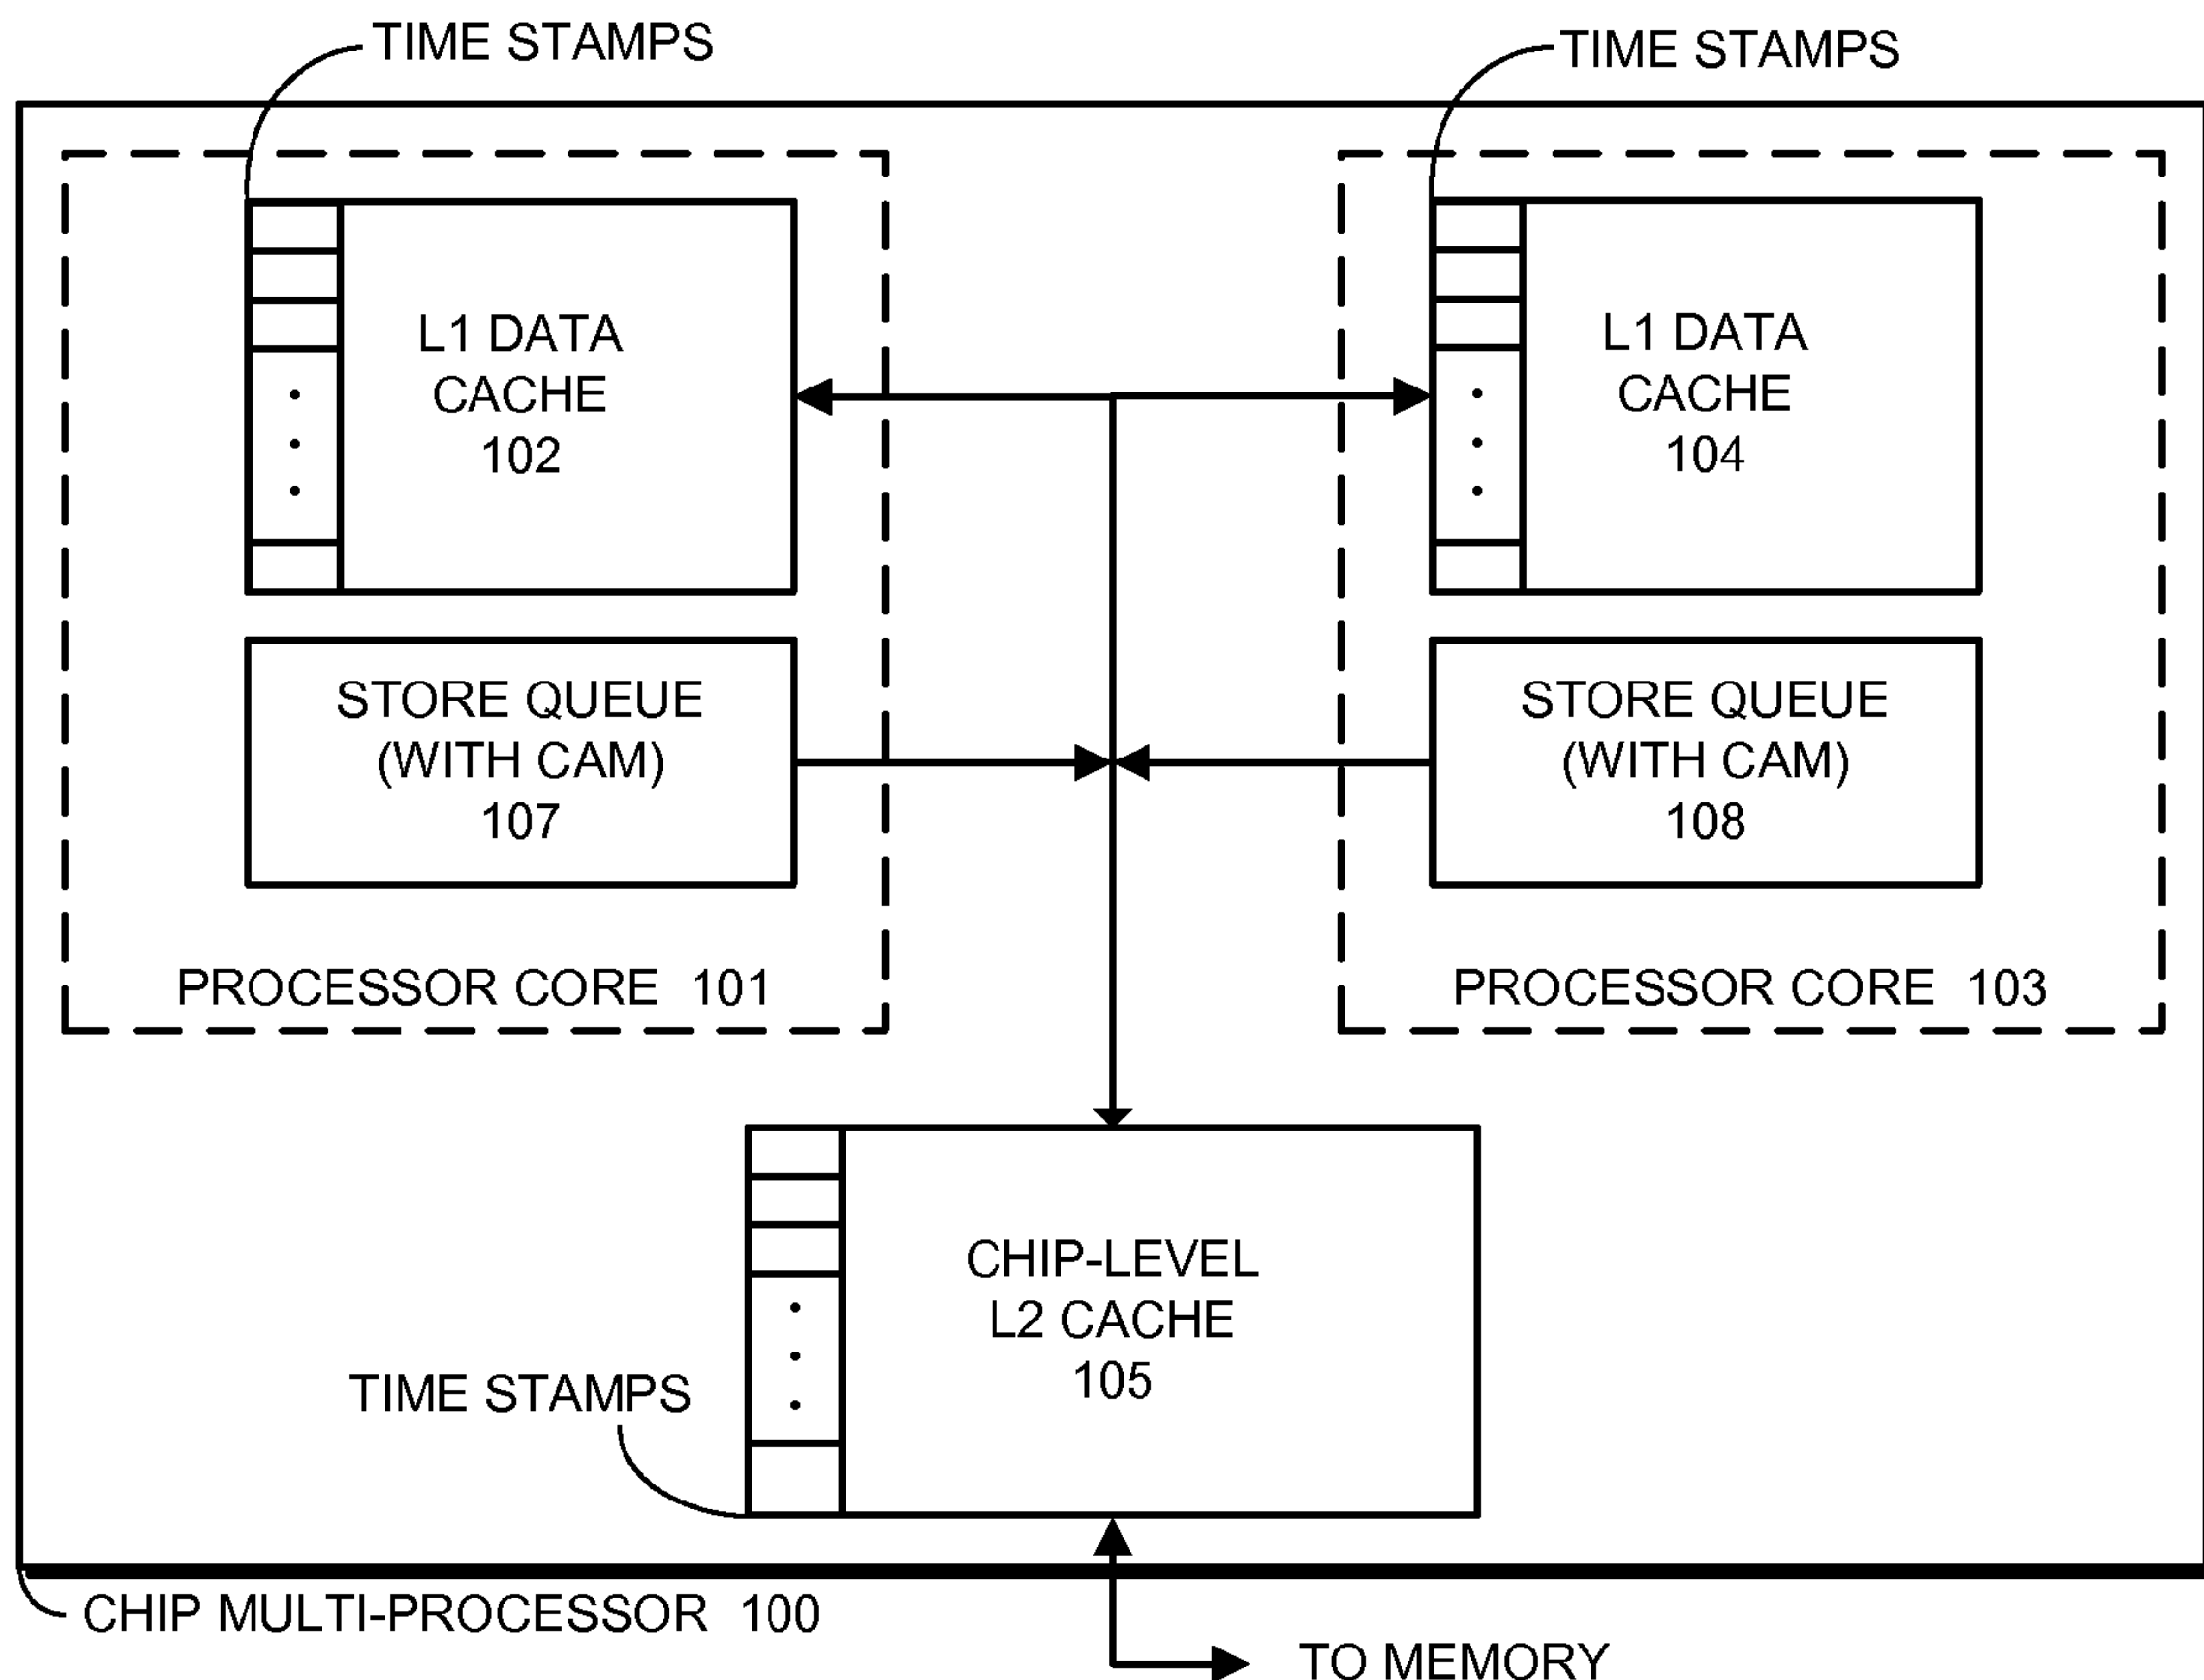 TIME STAMPS
TIME STAMPS
L1 DATA
CACHE
102
L1 DATA
CACHE
104
STORE QUEUE
(WITH CAM)
107
STORE QUEUE
(WITH CAM)
108
PROCESSOR CORE 101
PROCESSOR CORE 103
CHIP-LEVEL
L2 CACHE
105
TIME STAMPS
CHIP MULTI-PROCESSOR 100
TO MEMORY